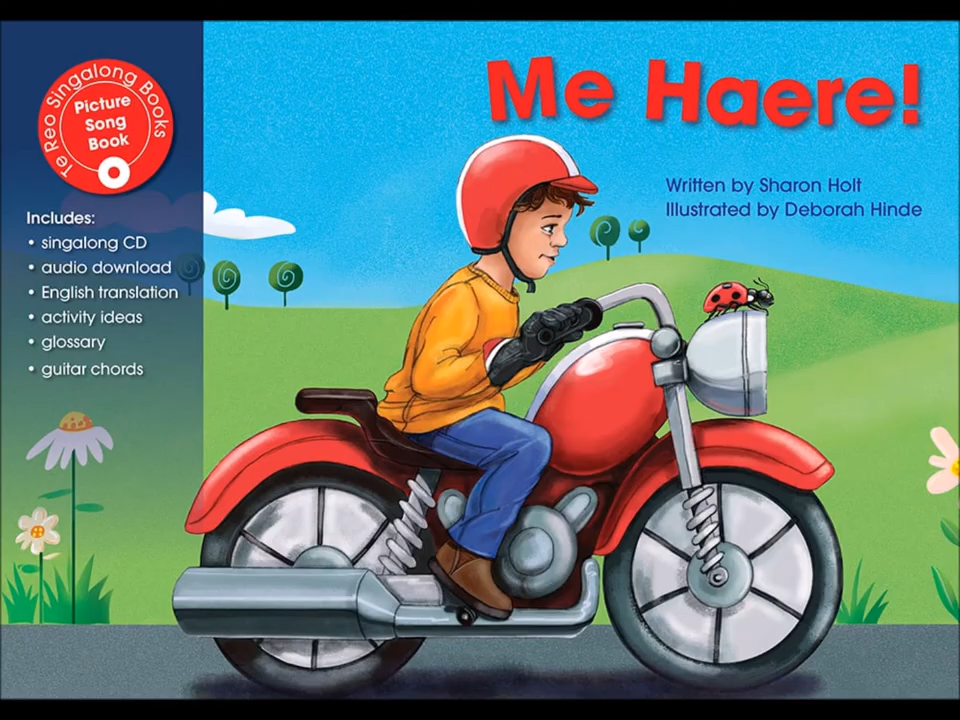 Te Reo Singalong Books
Picture
Song
Book
Includes:
• singalong CD
• audio download
• English translation
• activity ideas
• glossary
• guitar chords
Me Haere!
Written by Sharon Holt
Illustrated by Deborah Hinde